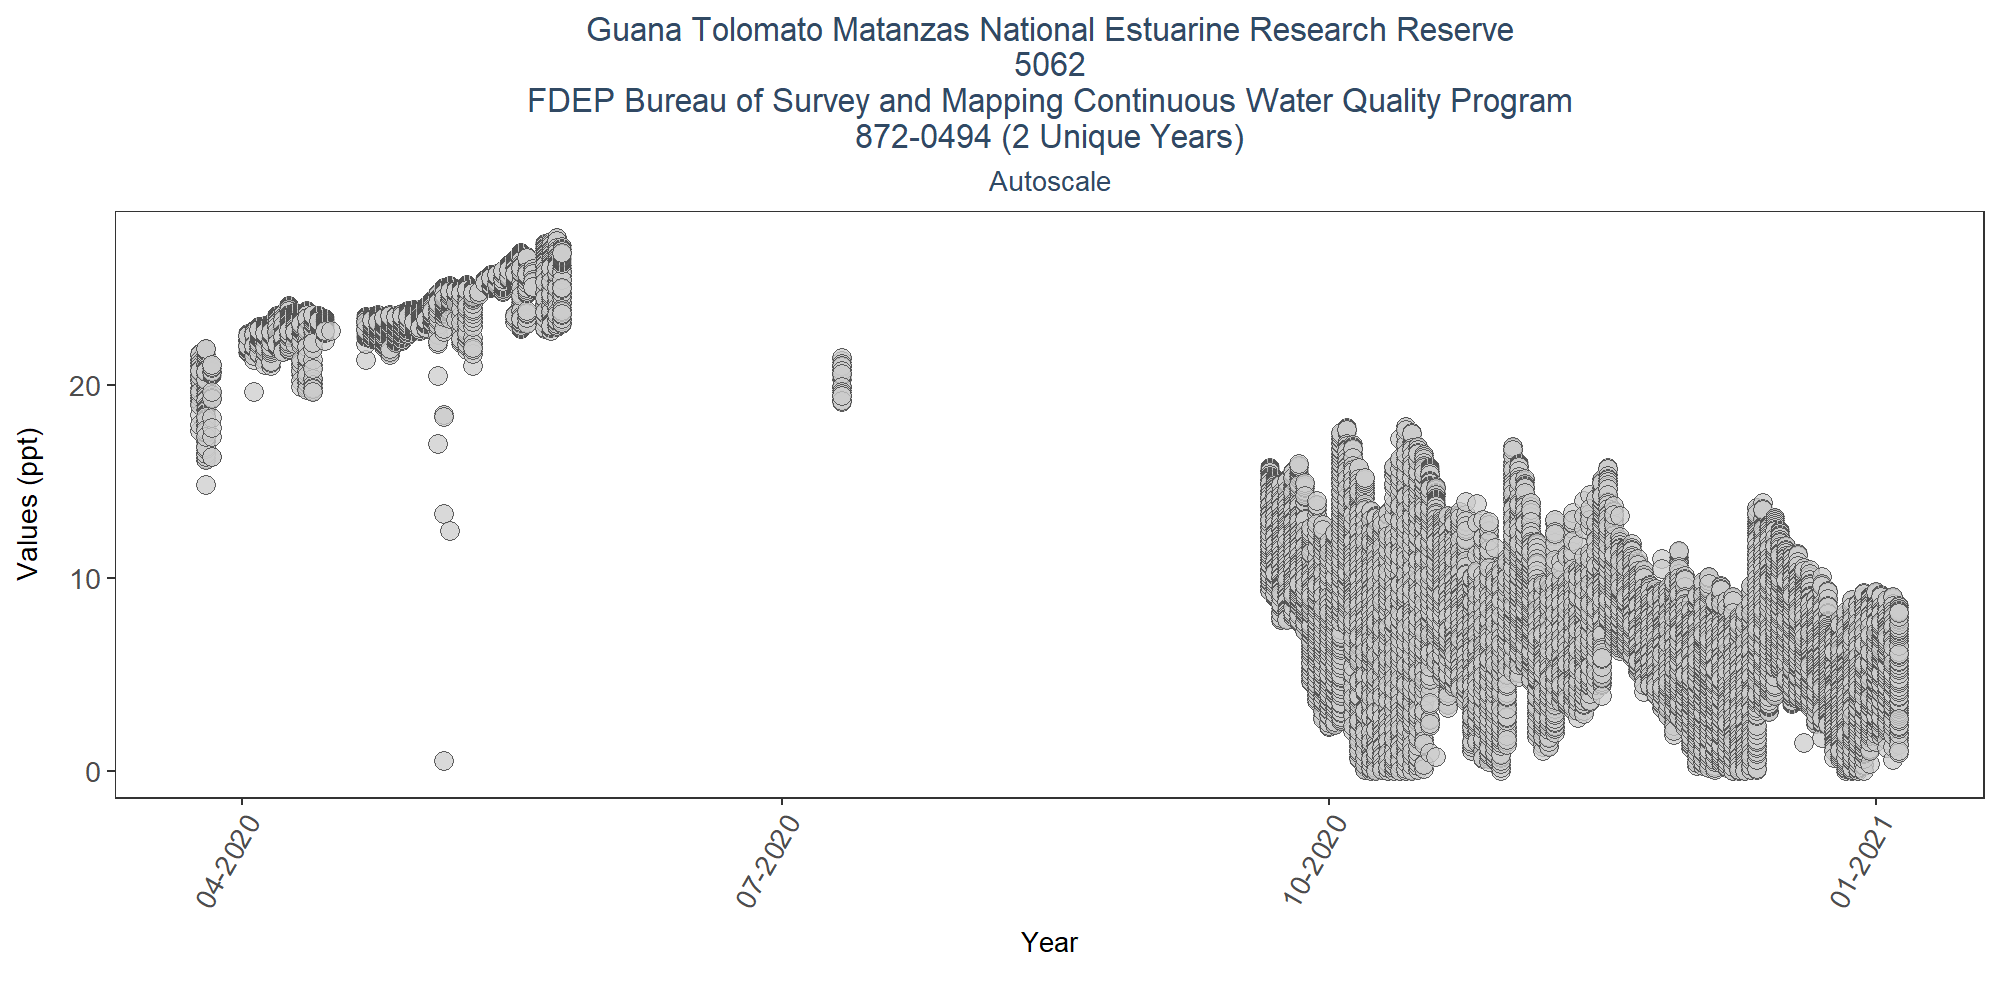 Guana Tolomato Matanzas National Estuarine Research Reserve
5062
FDEP Bureau of Survey and Mapping Continuous Water Quality Program
872-0494 (2 Unique Years)
Autoscale
Values (ppt)
20
10
0
04-2020
07-2020
10-2020
01-2021
Year